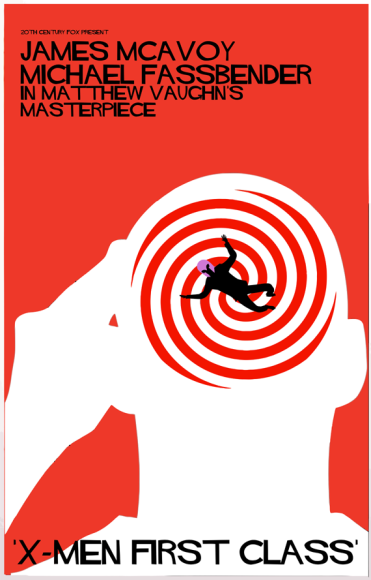 20TH CENTURY FOX PRESENT
JAMES MCAVOY
MICHAEL FASSBENDER
IN MATTHEW VAUGHN'S
MASTERPIECE
'X-MEN FIRST CLASS'